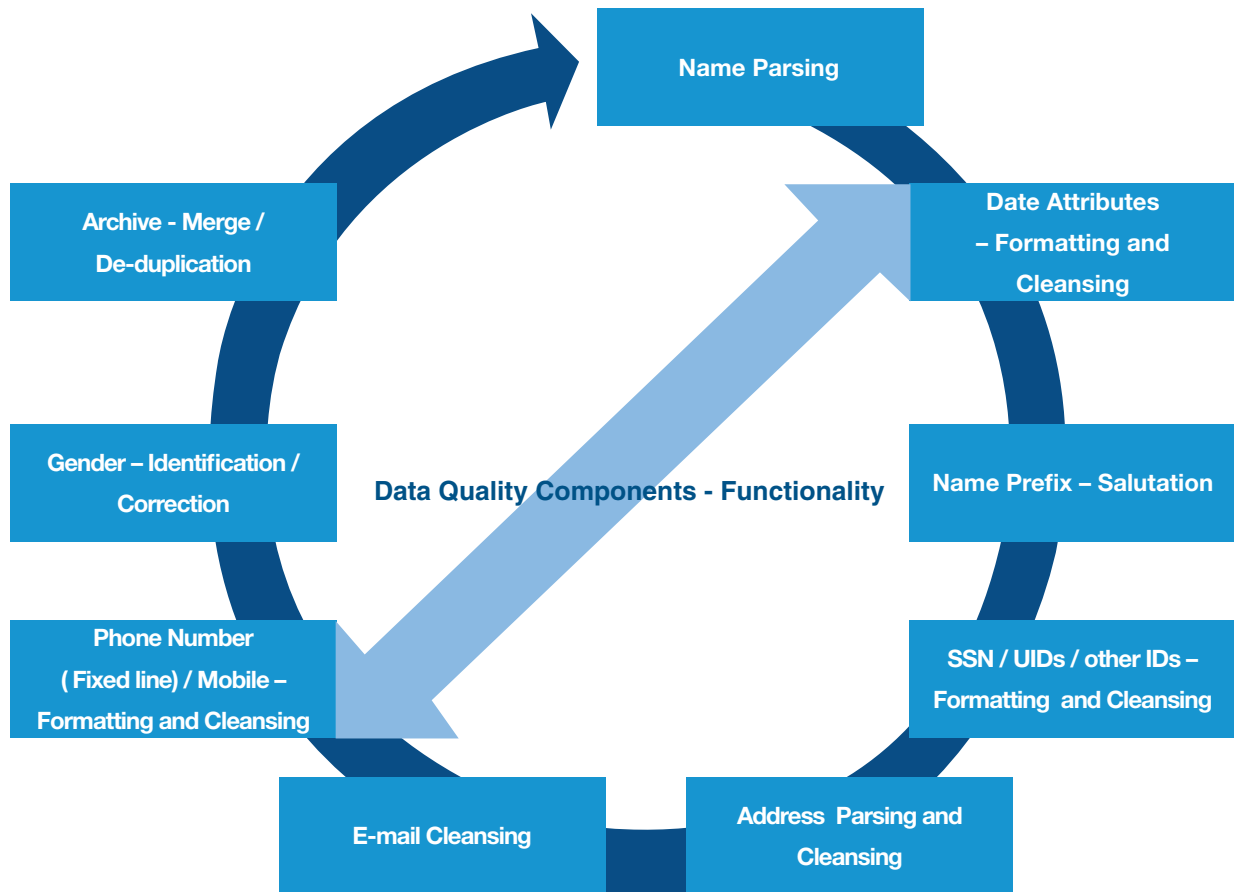 Name Parsing
Date Attributes
– Formatting and
Cleansing
Name Prefix – Salutation
SSN / UIDs / other IDs –
Formatting and Cleansing
Address Parsing and
Cleansing
E-mail Cleansing
Phone Number
( Fixed line) / Mobile –
Formatting and Cleansing
Gender – Identification /
Correction
Archive - Merge /
De-duplication
Data Quality Components - Functionality